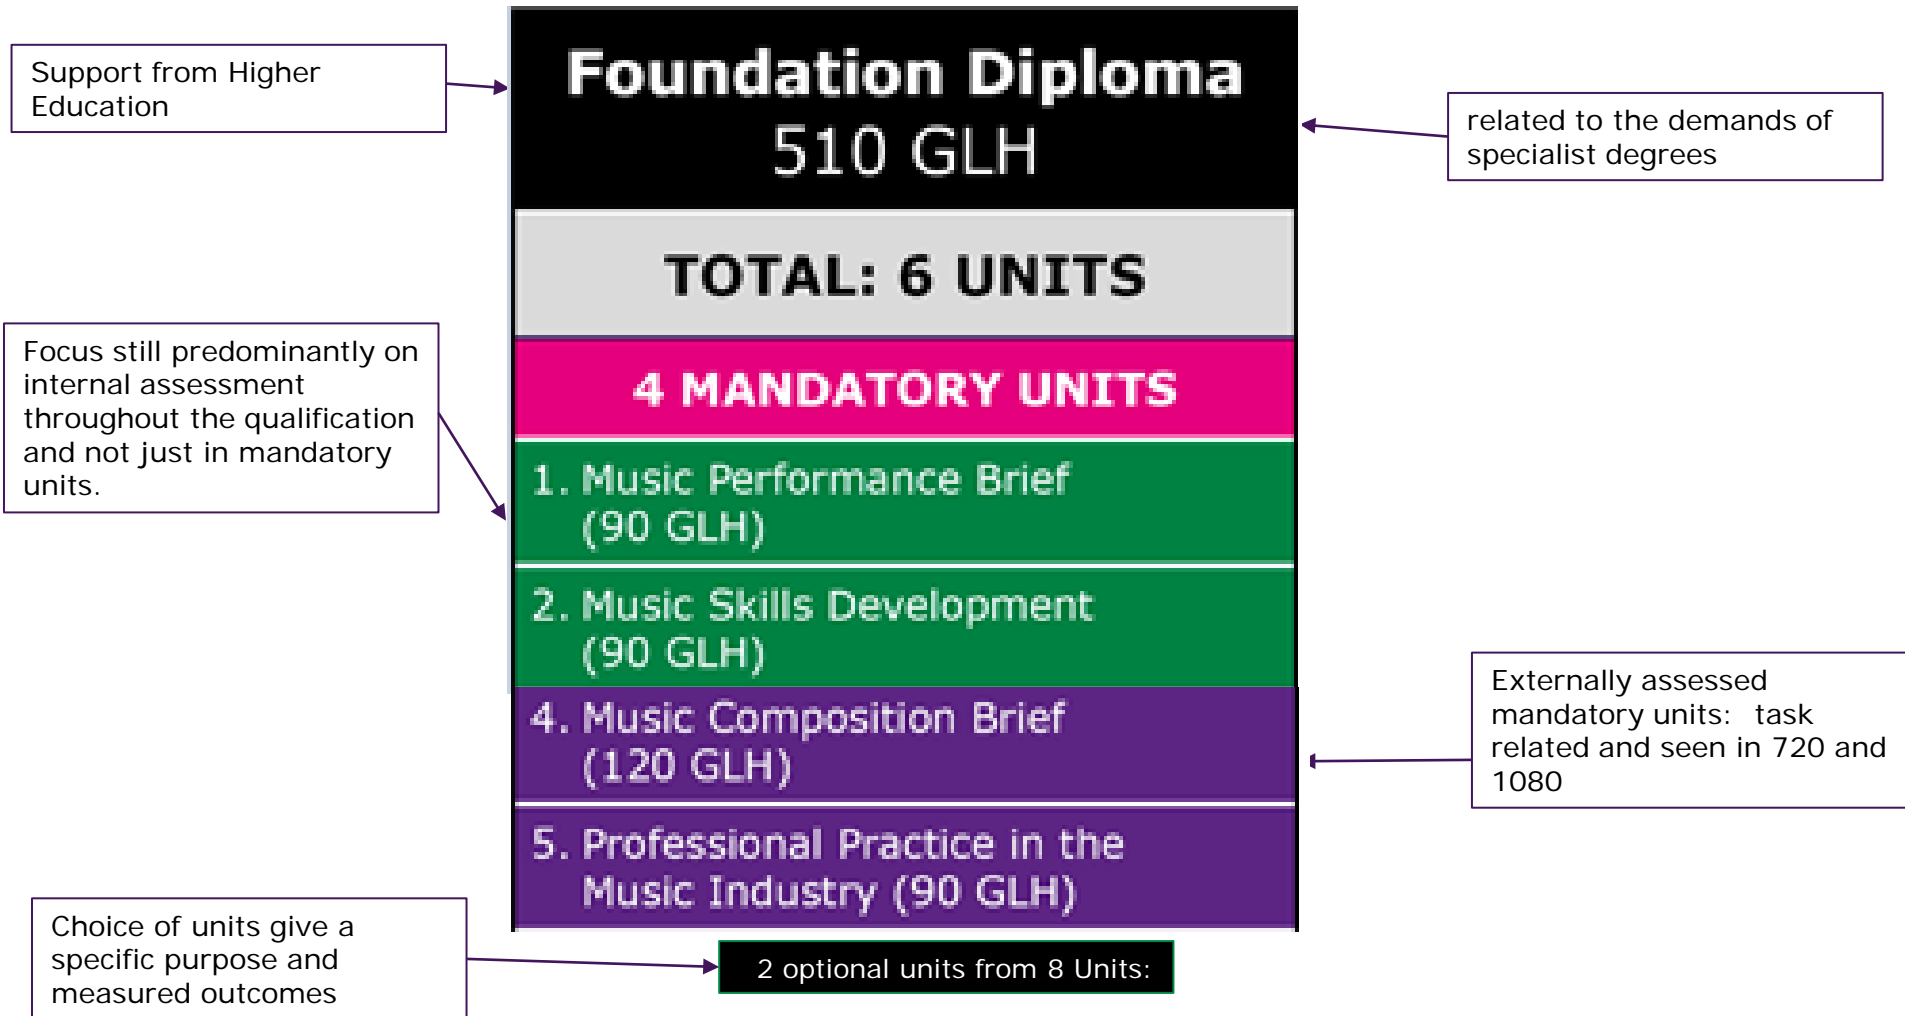 Support from Higher
Education
Foundation Diploma
510 GLH
related to the demands of
specialist degrees
TOTAL: 6 UNITS
Focus still predominantly on
internal assessment
throughout the qualification
and not just in mandatory
units.
4 MANDATORY UNITS
1. Music Performance Brief
(90 GLH)
2. Music Skills Development
(90 GLH)
4. Music Composition Brief
(120 GLH)
Externally assessed
mandatory units:  task
related and seen in 720 and
1080
5. Professional Practice in the
Music Industry (90 GLH)
Choice of units give a
specific purpose and
measured outcomes
2 optional units from 8 Units: